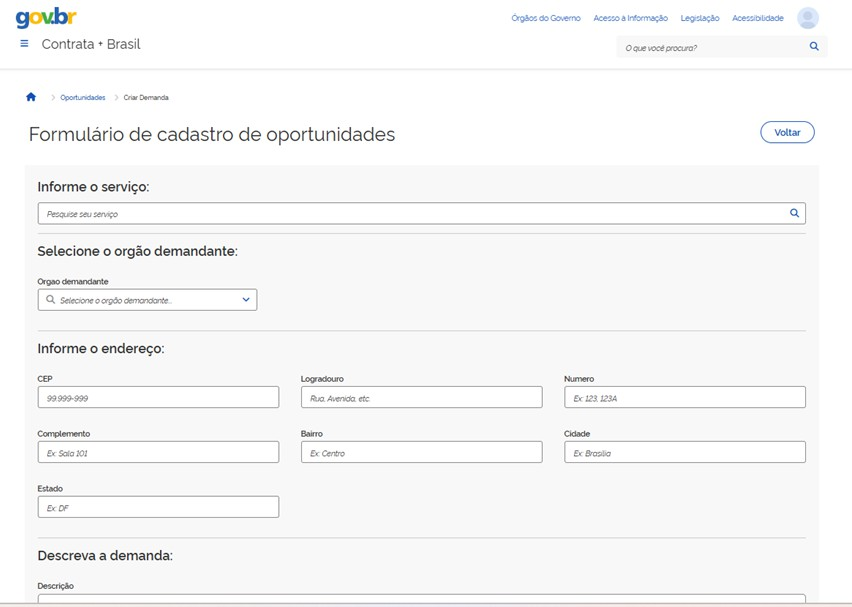 gov.br
Órgãos do Governo Acesso à Informação Legislação Acessibilidade
Contrata + Brasil
O que você procura?
Oportunidades Criar Demanda
Formulário de cadastro de oportunidades
Voltar
Informe o serviço:
Pesquise seu serviço
Selecione o orgão demandante:
Orgao demandante
Selecione o orgão demandante...
Informe o endereço:
CEP Logradouro Numero
99.999-999 Rua, Avenida, etc. Ex: 123, 123A
Complemento Bairro Cidade
Ex: Sala 101 Ex: Centro Ex: Brasilia
Estado
Ex: DF
Descreva a demanda:
Descrição